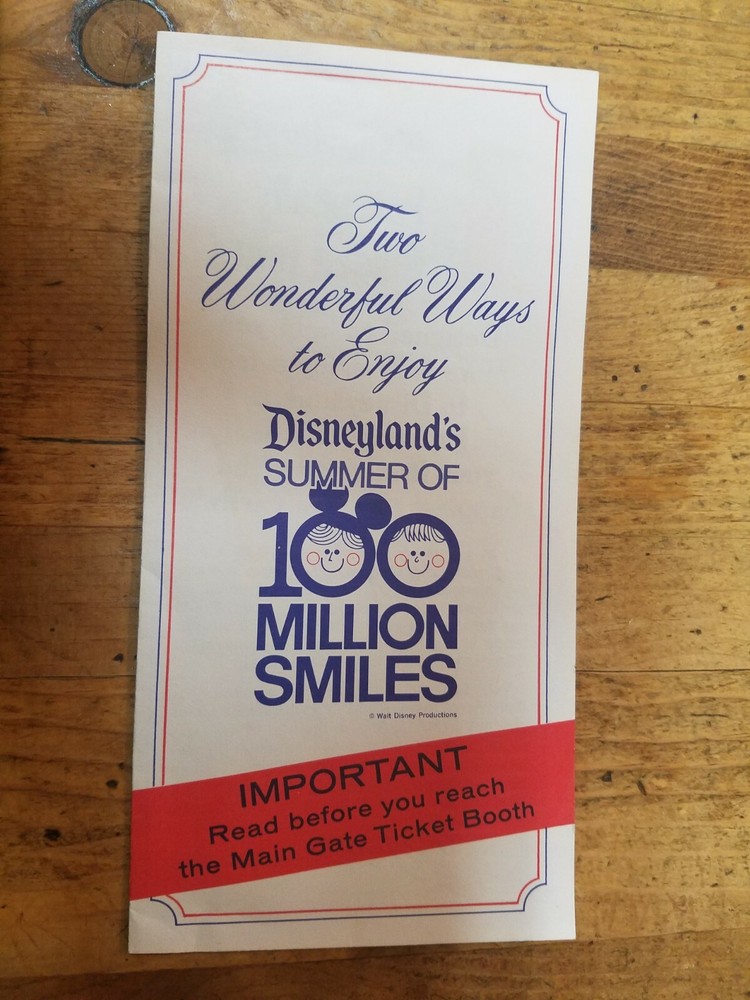 Two
Wonderful Ways
to Enjoy
Disneyland's
SUMMER OF
100
MILLION
SMILES
© Walt Disney Productions
IMPORTANT
Read before you reach
the Main Gate Ticket Booth